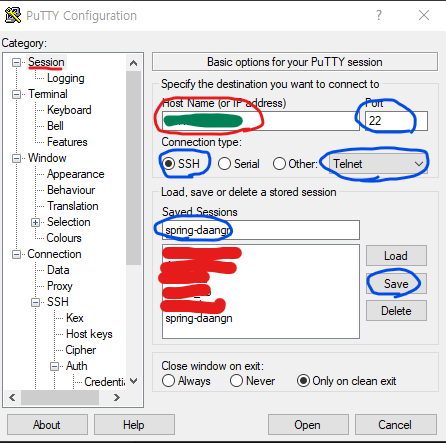 PuTTY Configuration
?
Category:
Session
Logging
Terminal
Keyboard
Bell
Features
Window
Appearance
Behaviour
Translation
Selection
Colours
Connection
Data
Proxy
SSH
Kex
Host keys
Cipher
Auth
Credenti
Basic options for your PuTTY session
Specify the destination you want to connect to
Host Name (or IP address) Port
22
Connection type:
SSH Serial Other: Telnet
Load, save or delete a stored session
Saved Sessions
spring-daangn
spring-daangn
Load
Save
Delete
Close window on exit:
Always Never Only on clean exit
About Help Open Cancel